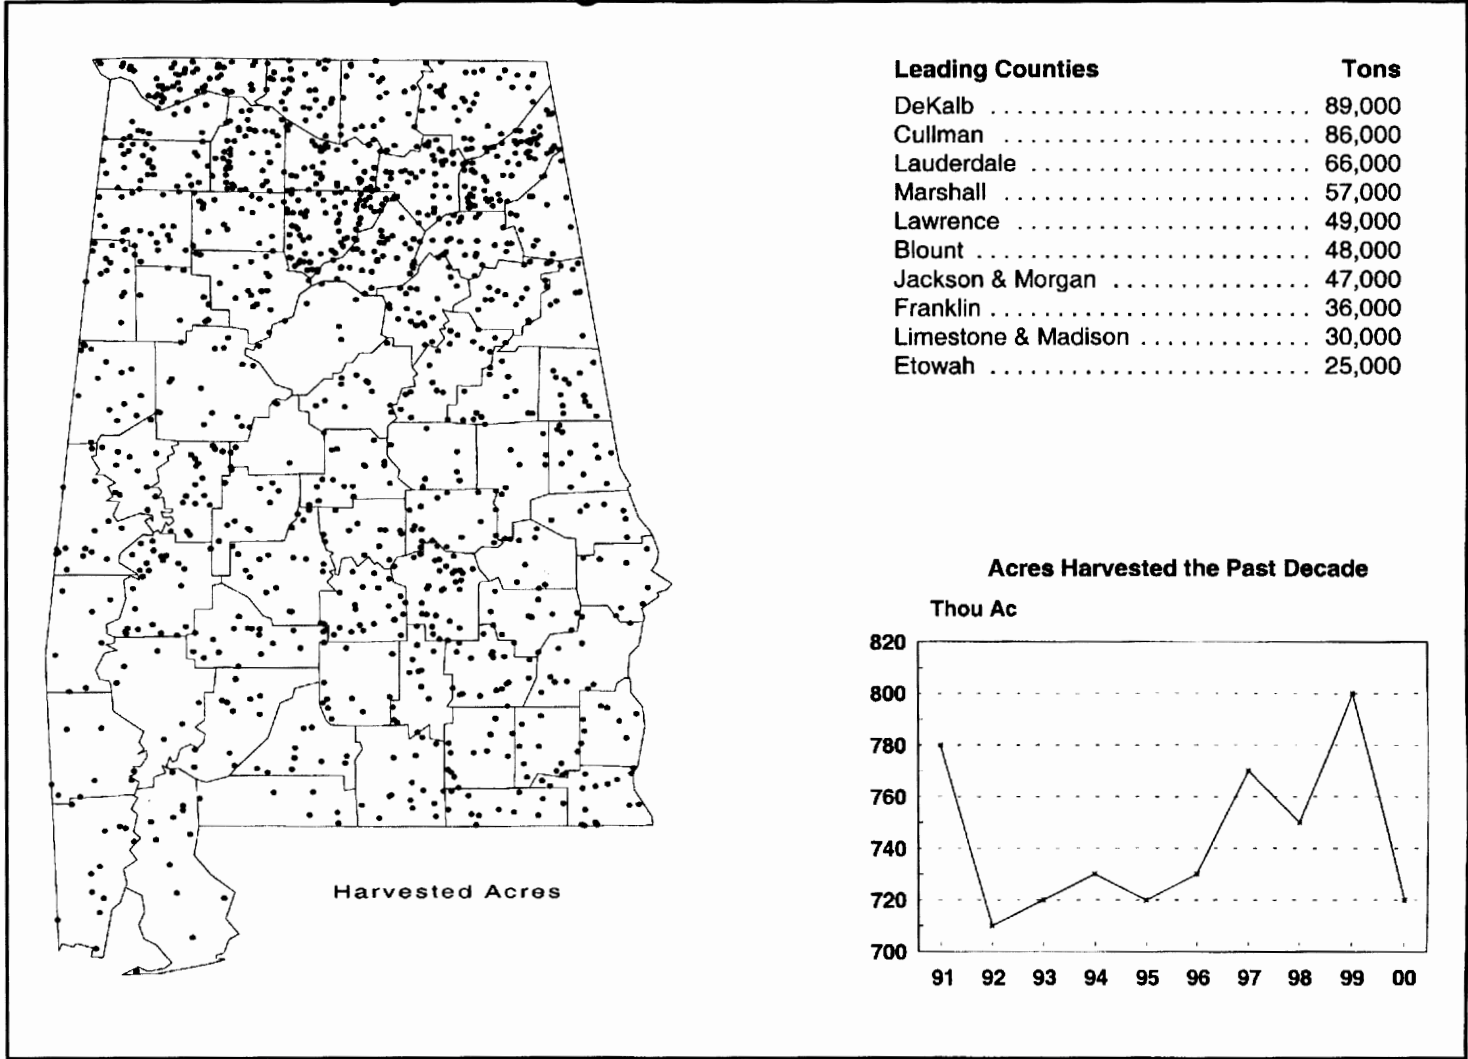 Leading Counties Tons
DeKalb ........................ 89,000
Cullman ....................... 86,000
Lauderdale ..................... 66,000
Marshall ....................... 57,000
Lawrence ...................... 49,000
Blount ......................... 48,000
Jackson & Morgan ............... 47,000
Franklin ........................ 36,000
Limestone & Madison ............. 30,000
Etowah ........................ 25,000
Harvested Acres
Acres Harvested the Past Decade
Thou Ac
820
800
780
760
740
720
700
91 92 93 94 95 96 97 98 99 00